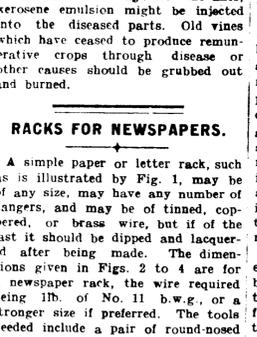 kerosene emulsion might be injected
into the diseased parts. Old vines
which have ceased to produce remun-
erative crops through disease or
other causes should be grubbed out
and burned.
RACKS FOR NEWSPAPERS.
A simple paper or letter rack, such
as is illustrated by Fig. 1, may be
of any size, may have any number of
hangers, and may be of tinned, cop-
pered, or brass wire, but if of the
last it should be dipped and lacquer-
ed after being made. The dimen-
sions given in Figs. 2 to 4 are for
newspaper rack, the wire required
being 1lb. of No. 11 b.w.g., or a
stronger size if preferred. The tools
needed include a pair of round-nosed